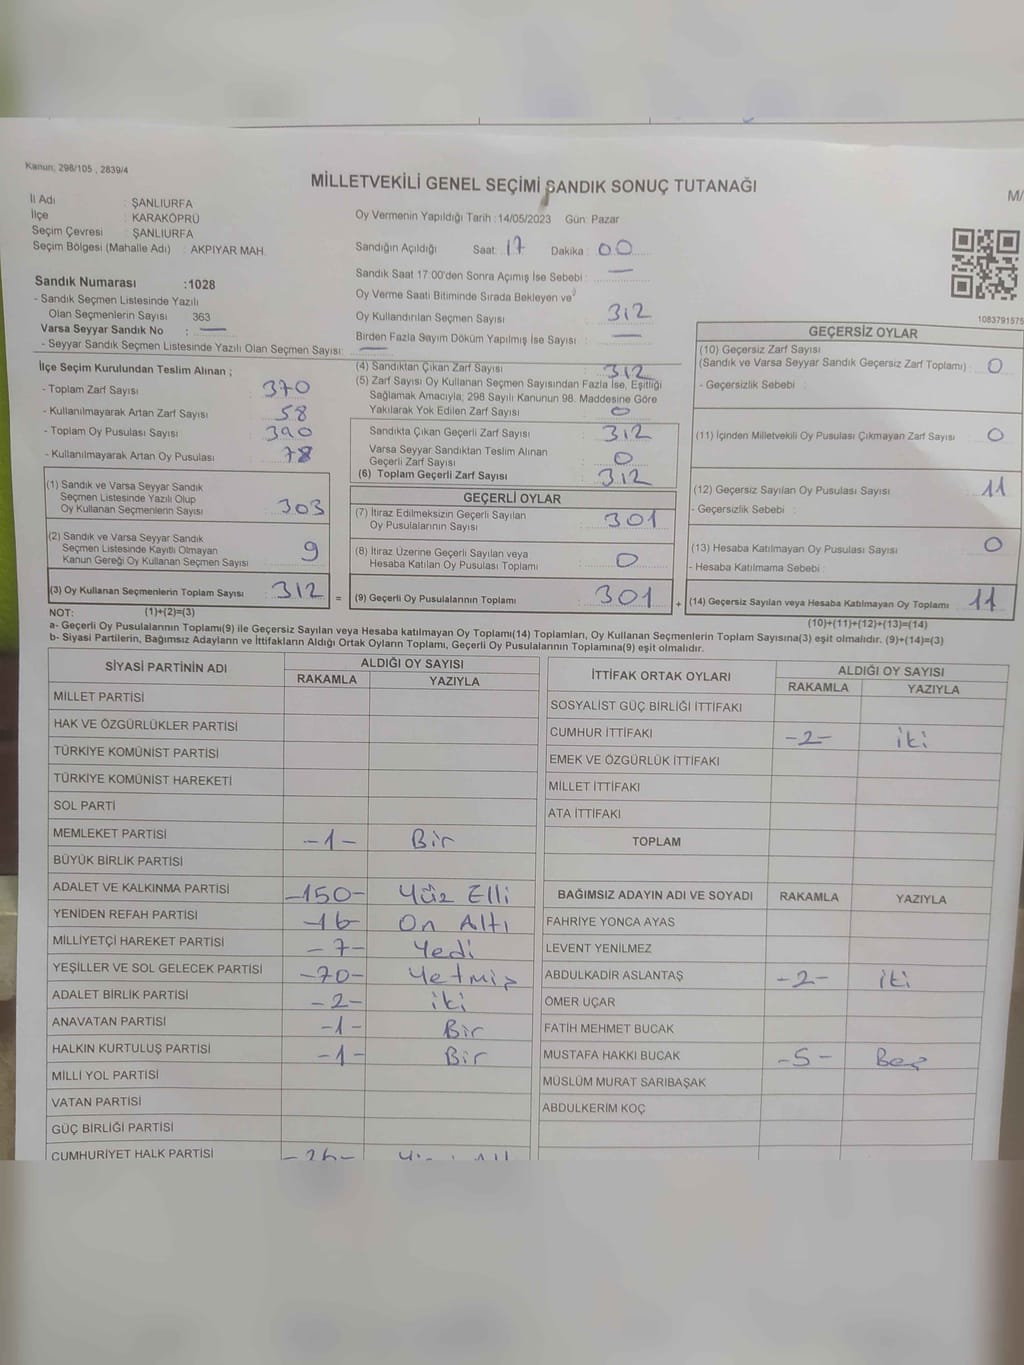 Kanun: 298/105 , 2839/4
MİLLETVEKİLİ GENEL SEÇİMİ SANDIK SONUÇ TUTANAĞI
M/
İl Adı : ŞANLIURFA
İlçe : KARAKÖPRÜ
Seçim Çevresi : ŞANLIURFA
Seçim Bölgesi (Mahalle Adı) : AKPIYAR MAH.
Sandık Numarası :1028
- Sandık Seçmen Listesinde Yazılı
Olan Seçmenlerin Sayısı 363
Varsa Seyyar Sandık No : —
- Seyyar Sandık Seçmen Listesinde Yazılı Olan Seçmen Sayısı: —
Oy Vermenin Yapıldığı Tarih :14/05/2023 Gün: Pazar
Sandığın Açıldığı Saat: 17 Dakika : 00
Sandık Saat 17:00'den Sonra Açımış İse Sebebi : —
Oy Verme Saati Bitiminde Sırada Bekleyen ve
Oy Kullandırılan Seçmen Sayısı 312
Birden Fazla Sayım Döküm Yapılmış İse Sayısı : —
1083791575
İlçe Seçim Kurulundan Teslim Alınan ;
- Toplam Zarf Sayısı 370
- Kullanılmayarak Artan Zarf Sayısı 58
- Toplam Oy Pusulası Sayısı 390
- Kullanılmayarak Artan Oy Pusulası 78
(1) Sandık ve Varsa Seyyar Sandık
Seçmen Listesinde Yazılı Olup
Oy Kullanan Seçmenlerin Sayısı 303
(2) Sandık ve Varsa Seyyar Sandık
Seçmen Listesinde Kayıtlı Olmayan
Kanun Gereği Oy Kullanan Seçmen Sayısı 9
(3) Oy Kullanan Seçmenlerin Toplam Sayısı 312 =
(4) Sandıktan Çıkan Zarf Sayısı 312
(5) Zarf Sayısı Oy Kullanan Seçmen Sayısından Fazla İse, Eşitliği
Sağlamak Amacıyla; 298 Sayılı Kanunun 98. Maddesine Göre
Yakılarak Yok Edilen Zarf Sayısı 0
Sandıkta Çıkan Geçerli Zarf Sayısı 312
Varsa Seyyar Sandıktan Teslim Alınan
Geçerli Zarf Sayısı 0
(6) Toplam Geçerli Zarf Sayısı 312
GEÇERLİ OYLAR
(7) İtiraz Edilmeksizin Geçerli Sayılan
Oy Pusulalarının Sayısı 301
(8) İtiraz Üzerine Geçerli Sayılan veya
Hesaba Katılan Oy Pusulası Toplamı 0
(9) Geçerli Oy Pusulalarının Toplamı 301 +
GEÇERSİZ OYLAR
(10) Geçersiz Zarf Sayısı
(Sandık ve Varsa Seyyar Sandık Geçersiz Zarf Toplamı) : 0
- Geçersizlik Sebebi :
(11) İçinden Milletvekili Oy Pusulası Çıkmayan Zarf Sayısı 0
(12) Geçersiz Sayılan Oy Pusulası Sayısı 11
- Geçersizlik Sebebi :
(13) Hesaba Katılmayan Oy Pusulası Sayısı 0
- Hesaba Katılmama Sebebi :
(14) Geçersiz Sayılan veya Hesaba Katılmayan Oy Toplamı 11
NOT: (1)+(2)=(3)
(10)+(11)+(12)+(13)=(14)
a- Geçerli Oy Pusulalarının Toplamı(9) ile Geçersiz Sayılan veya Hesaba katılmayan Oy Toplamı(14) Toplamları, Oy Kullanan Seçmenlerin Toplam Sayısına(3) eşit olmalıdır. (9)+(14)=(3)
b- Siyasi Partilerin, Bağımsız Adayların ve İttifakların Aldığı Ortak Oyların Toplamı, Geçerli Oy Pusulalarının Toplamına(9) eşit olmalıdır.
SİYASİ PARTİNİN ADI ALDIĞI OY SAYISI
RAKAMLA YAZIYLA
MİLLET PARTİSİ
HAK VE ÖZGÜRLÜKLER PARTİSİ
TÜRKİYE KOMÜNİST PARTİSİ
TÜRKİYE KOMÜNİST HAREKETİ
SOL PARTİ
MEMLEKET PARTİSİ -1- Bir
BÜYÜK BİRLİK PARTİSİ
ADALET VE KALKINMA PARTİSİ -150- Yüz Elli
YENİDEN REFAH PARTİSİ -16- On Altı
MİLLİYETÇİ HAREKET PARTİSİ -7- Yedi
YEŞİLLER VE SOL GELECEK PARTİSİ -70- Yetmiş
ADALET BİRLİK PARTİSİ -2- iki
ANAVATAN PARTİSİ -1- Bir
HALKIN KURTULUŞ PARTİSİ -1- Bir
MİLLİ YOL PARTİSİ
VATAN PARTİSİ
GÜÇ BİRLİĞİ PARTİSİ
CUMHURİYET HALK PARTİSİ
İTTİFAK ORTAK OYLARI ALDIĞI OY SAYISI
RAKAMLA YAZIYLA
SOSYALİST GÜÇ BİRLİĞİ İTTİFAKI
CUMHUR İTTİFAKI -2- iki
EMEK VE ÖZGÜRLÜK İTTİFAKI
MİLLET İTTİFAKI
ATA İTTİFAKI
TOPLAM
BAĞIMSIZ ADAYIN ADI VE SOYADI RAKAMLA YAZIYLA
FAHRİYE YONCA AYAS
LEVENT YENİLMEZ
ABDULKADİR ASLANTAŞ -2- iki
ÖMER UÇAR
FATİH MEHMET BUCAK
MUSTAFA HAKKI BUCAK -5- Beş
MÜSLÜM MURAT SARIBAŞAK
ABDULKERİM KOÇ